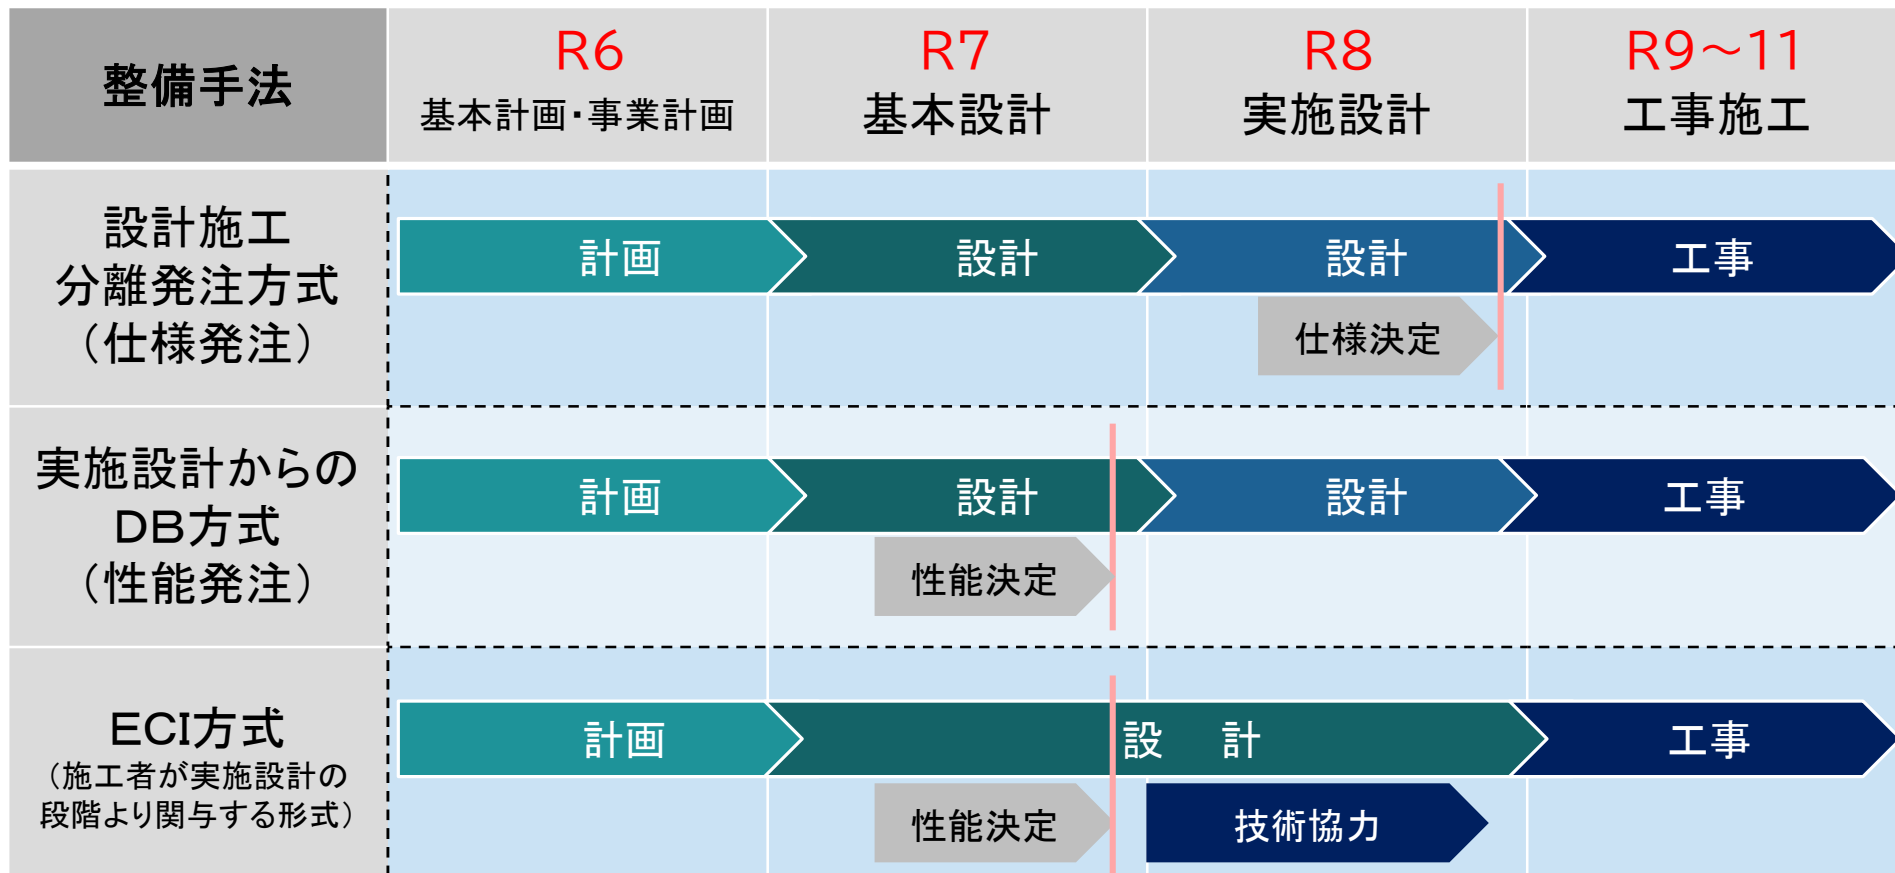 整備手法
R6
基本計画・事業計画
R7
基本設計
R8
実施設計
R9～11
工事施工
設計施工
分離発注方式
（仕様発注）
計画
設計
設計
工事
仕様決定
実施設計からの
DB方式
（性能発注）
計画
設計
設計
工事
性能決定
ECI方式
（施工者が実施設計の
段階より関与する形式）
計画
設　計
工事
性能決定
技術協力